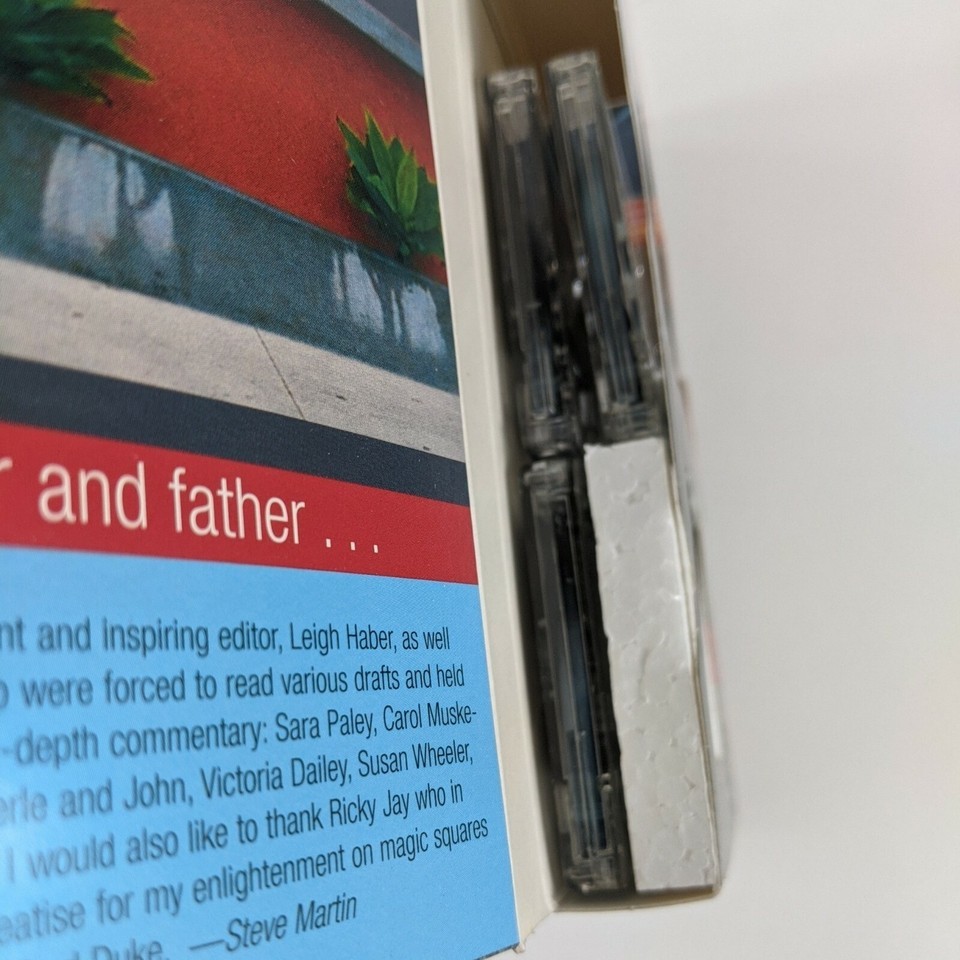 and father . . .
nt and inspiring editor, Leigh Haber, as well
o were forced to read various drafts and held
-depth commentary: Sara Paley, Carol Muske-
erle and John, Victoria Dailey, Susan Wheeler,
I would also like to thank Ricky Jay who in
eatise for my enlightenment on magic squares
d Duke. —Steve Martin